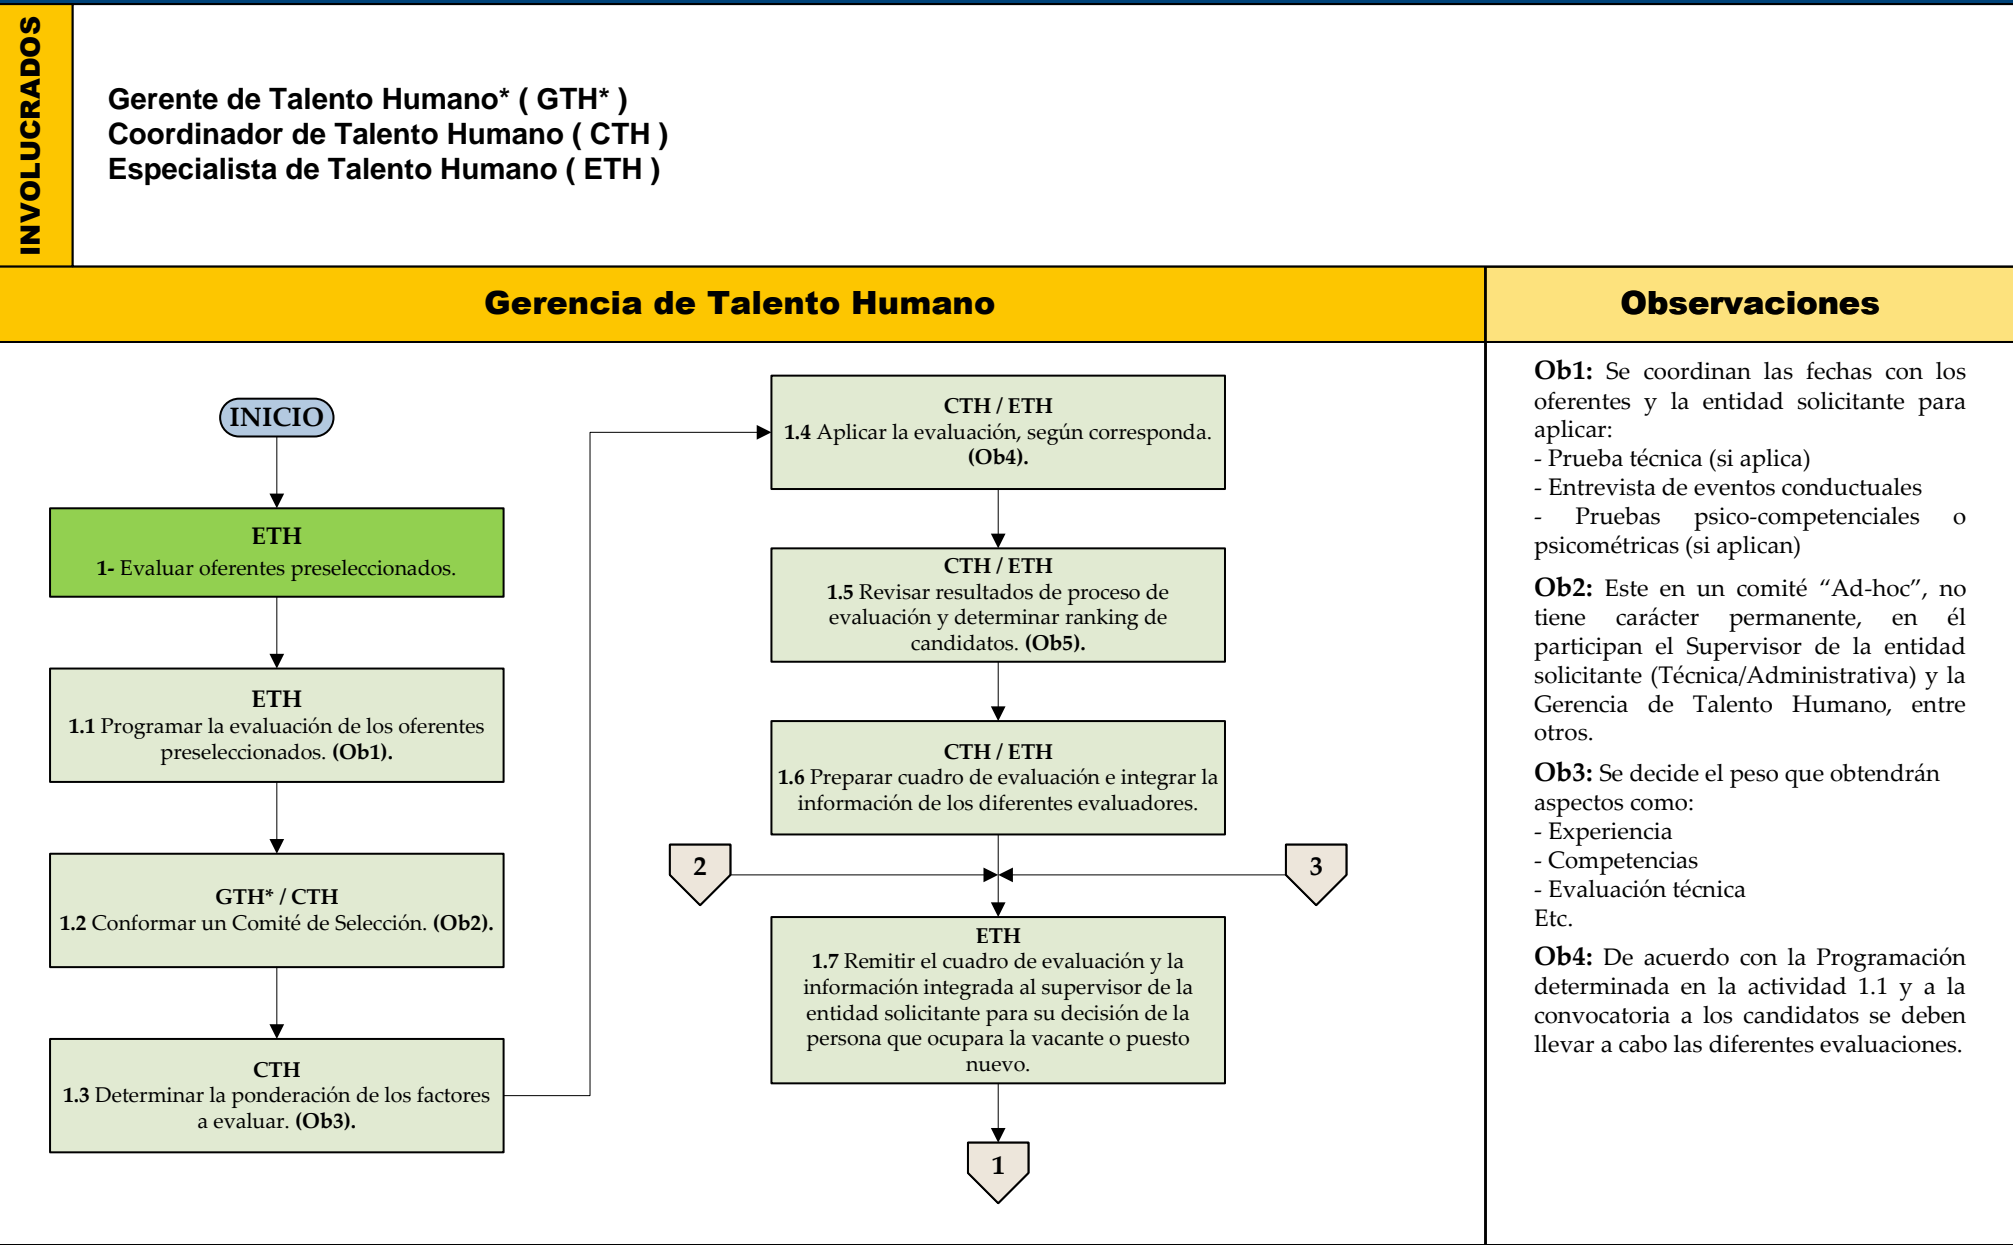 INVOLUCRADOS
Gerente de Talento Humano* ( GTH* )
Coordinador de Talento Humano ( CTH )
Especialista de Talento Humano ( ETH )
Gerencia de Talento Humano
Observaciones
INICIO
ETH
1- Evaluar oferentes preseleccionados.
ETH
1.1 Programar la evaluación de los oferentes
preseleccionados. (Ob1).
GTH* / CTH
1.2 Conformar un Comité de Selección. (Ob2).
CTH
1.3 Determinar la ponderación de los factores
a evaluar. (Ob3).
CTH / ETH
1.4 Aplicar la evaluación, según corresponda.
(Ob4).
CTH / ETH
1.5 Revisar resultados de proceso de
evaluación y determinar ranking de
candidatos. (Ob5).
CTH / ETH
1.6 Preparar cuadro de evaluación e integrar la
información de los diferentes evaluadores.
2
3
ETH
1.7 Remitir el cuadro de evaluación y la
información integrada al supervisor de la
entidad solicitante para su decisión de la
persona que ocupara la vacante o puesto
nuevo.
1
Ob1: Se coordinan las fechas con los
oferentes y la entidad solicitante para
aplicar:
- Prueba técnica (si aplica)
- Entrevista de eventos conductuales
- Pruebas psico-competenciales o
psicométricas (si aplican)
Ob2: Este en un comité “Ad-hoc”, no
tiene carácter permanente, en él
participan el Supervisor de la entidad
solicitante (Técnica/Administrativa) y la
Gerencia de Talento Humano, entre
otros.
Ob3: Se decide el peso que obtendrán
aspectos como:
- Experiencia
- Competencias
- Evaluación técnica
Etc.
Ob4: De acuerdo con la Programación
determinada en la actividad 1.1 y a la
convocatoria a los candidatos se deben
llevar a cabo las diferentes evaluaciones.